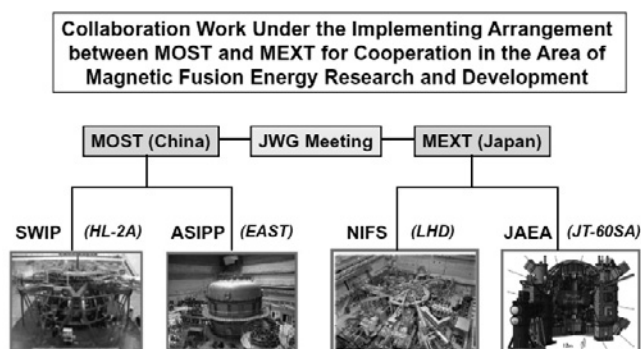 Collaboration Work Under the Implementing Arrangement
between MOST and MEXT for Cooperation in the Area of
Magnetic Fusion Energy Research and Development
MOST (China) JWG Meeting MEXT (Japan)
SWIP (HL-2A) ASIPP (EAST) NIFS (LHD) JAEA (JT-60SA)